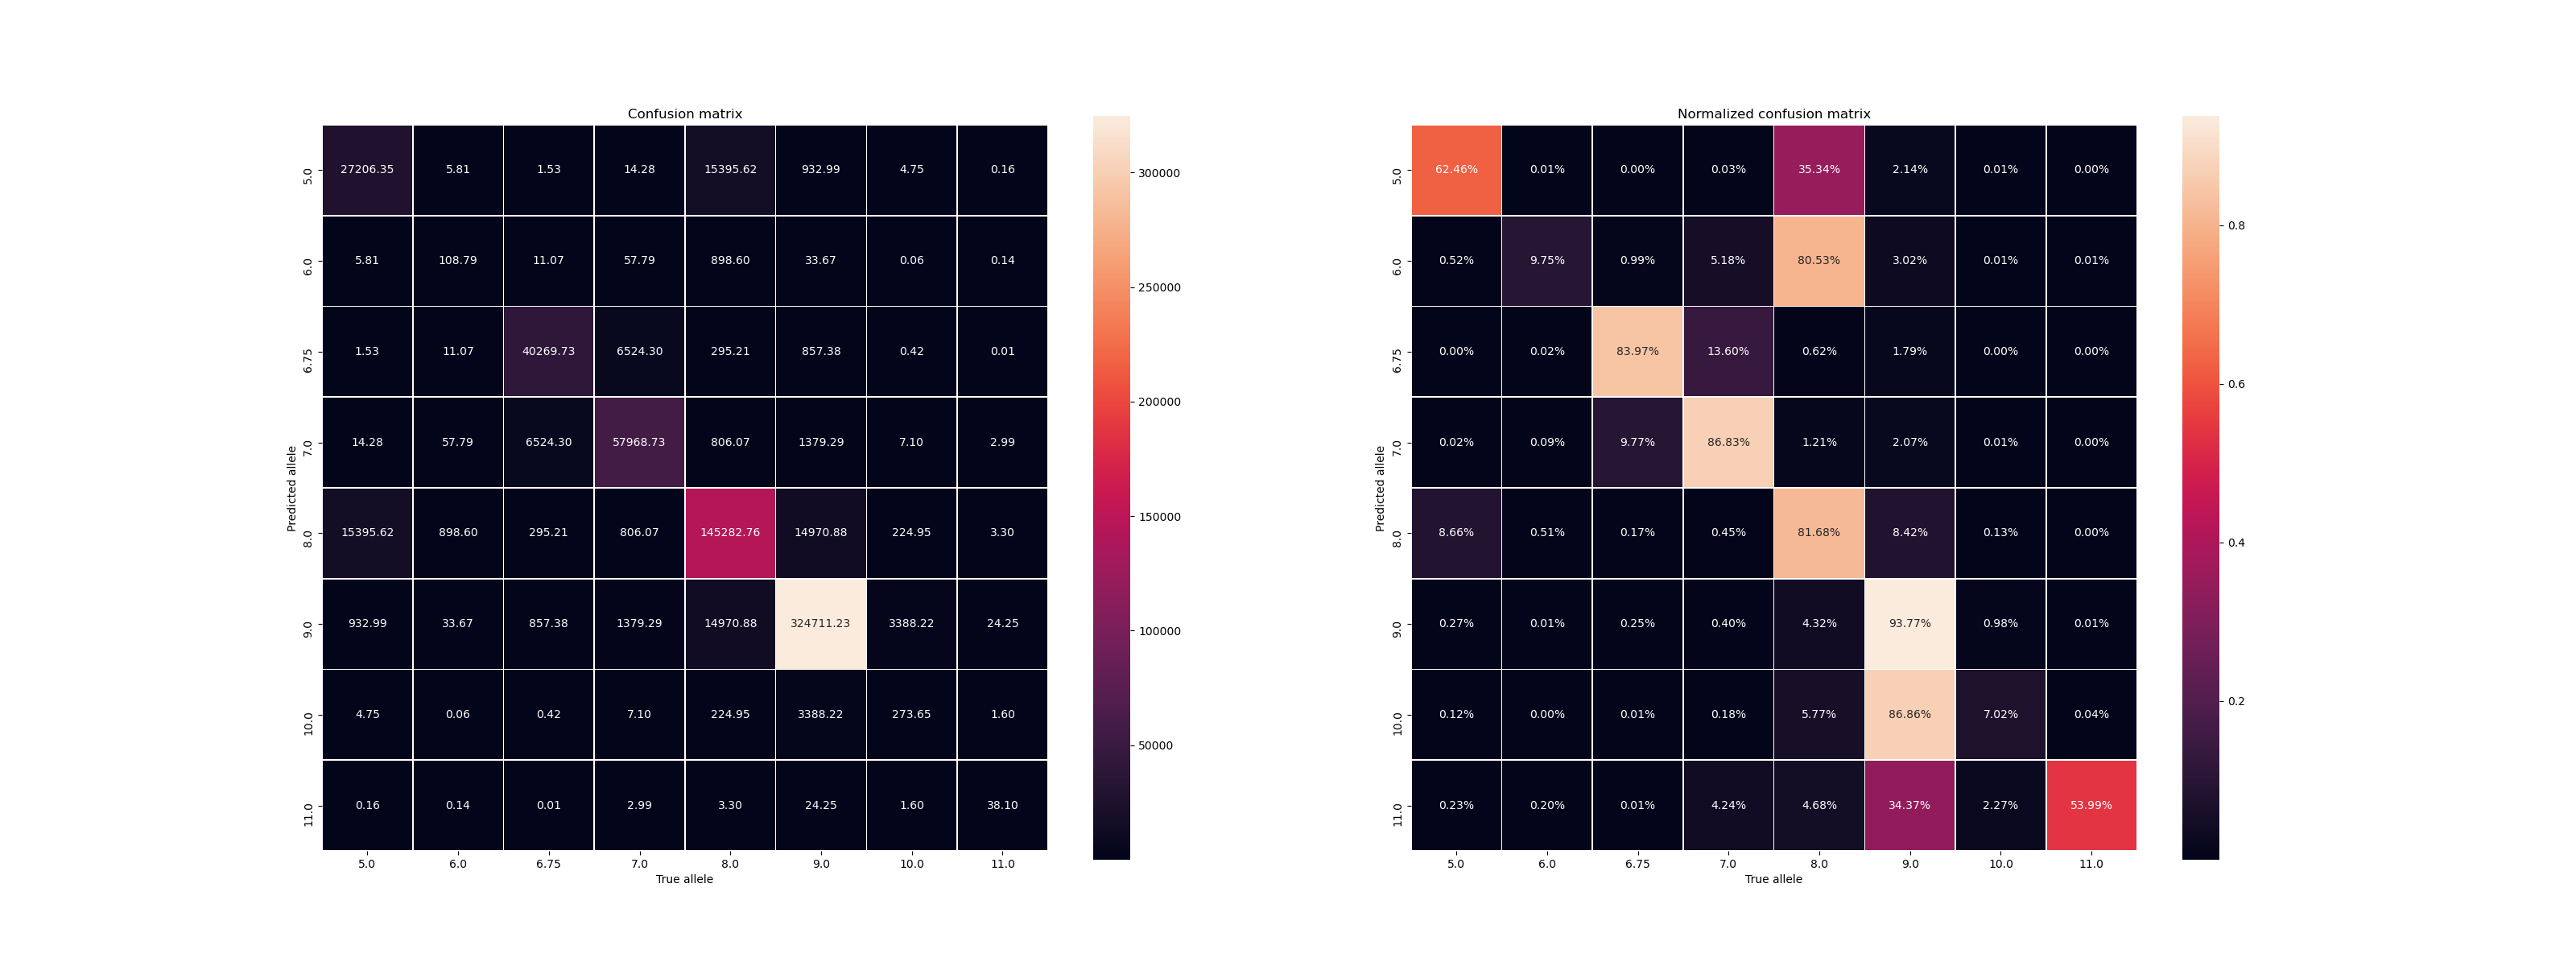 Confusion matrix
5.0 27206.35 5.81 1.53 14.28 15395.62 932.99 4.75 0.16
6.0 5.81 108.79 11.07 57.79 898.60 33.67 0.06 0.14
6.75 1.53 11.07 40269.73 6524.30 295.21 857.38 0.42 0.01
7.0 14.28 57.79 6524.30 57968.73 806.07 1379.29 7.10 2.99
8.0 15395.62 898.60 295.21 806.07 145282.76 14970.88 224.95 3.30
9.0 932.99 33.67 857.38 1379.29 14970.88 324711.23 3388.22 24.25
10.0 4.75 0.06 0.42 7.10 224.95 3388.22 273.65 1.60
11.0 0.16 0.14 0.01 2.99 3.30 24.25 1.60 38.10
5.0 6.0 6.75 7.0 8.0 9.0 10.0 11.0
True allele
Predicted allele
300000
250000
200000
150000
100000
50000
Normalized confusion matrix
5.0 62.46% 0.01% 0.00% 0.03% 35.34% 2.14% 0.01% 0.00%
6.0 0.52% 9.75% 0.99% 5.18% 80.53% 3.02% 0.01% 0.01%
6.75 0.00% 0.02% 83.97% 13.60% 0.62% 1.79% 0.00% 0.00%
7.0 0.02% 0.09% 9.77% 86.83% 1.21% 2.07% 0.01% 0.00%
8.0 8.66% 0.51% 0.17% 0.45% 81.68% 8.42% 0.13% 0.00%
9.0 0.27% 0.01% 0.25% 0.40% 4.32% 93.77% 0.98% 0.01%
10.0 0.12% 0.00% 0.01% 0.18% 5.77% 86.86% 7.02% 0.04%
11.0 0.23% 0.20% 0.01% 4.24% 4.68% 34.37% 2.27% 53.99%
5.0 6.0 6.75 7.0 8.0 9.0 10.0 11.0
True allele
Predicted allele
0.8
0.6
0.4
0.2